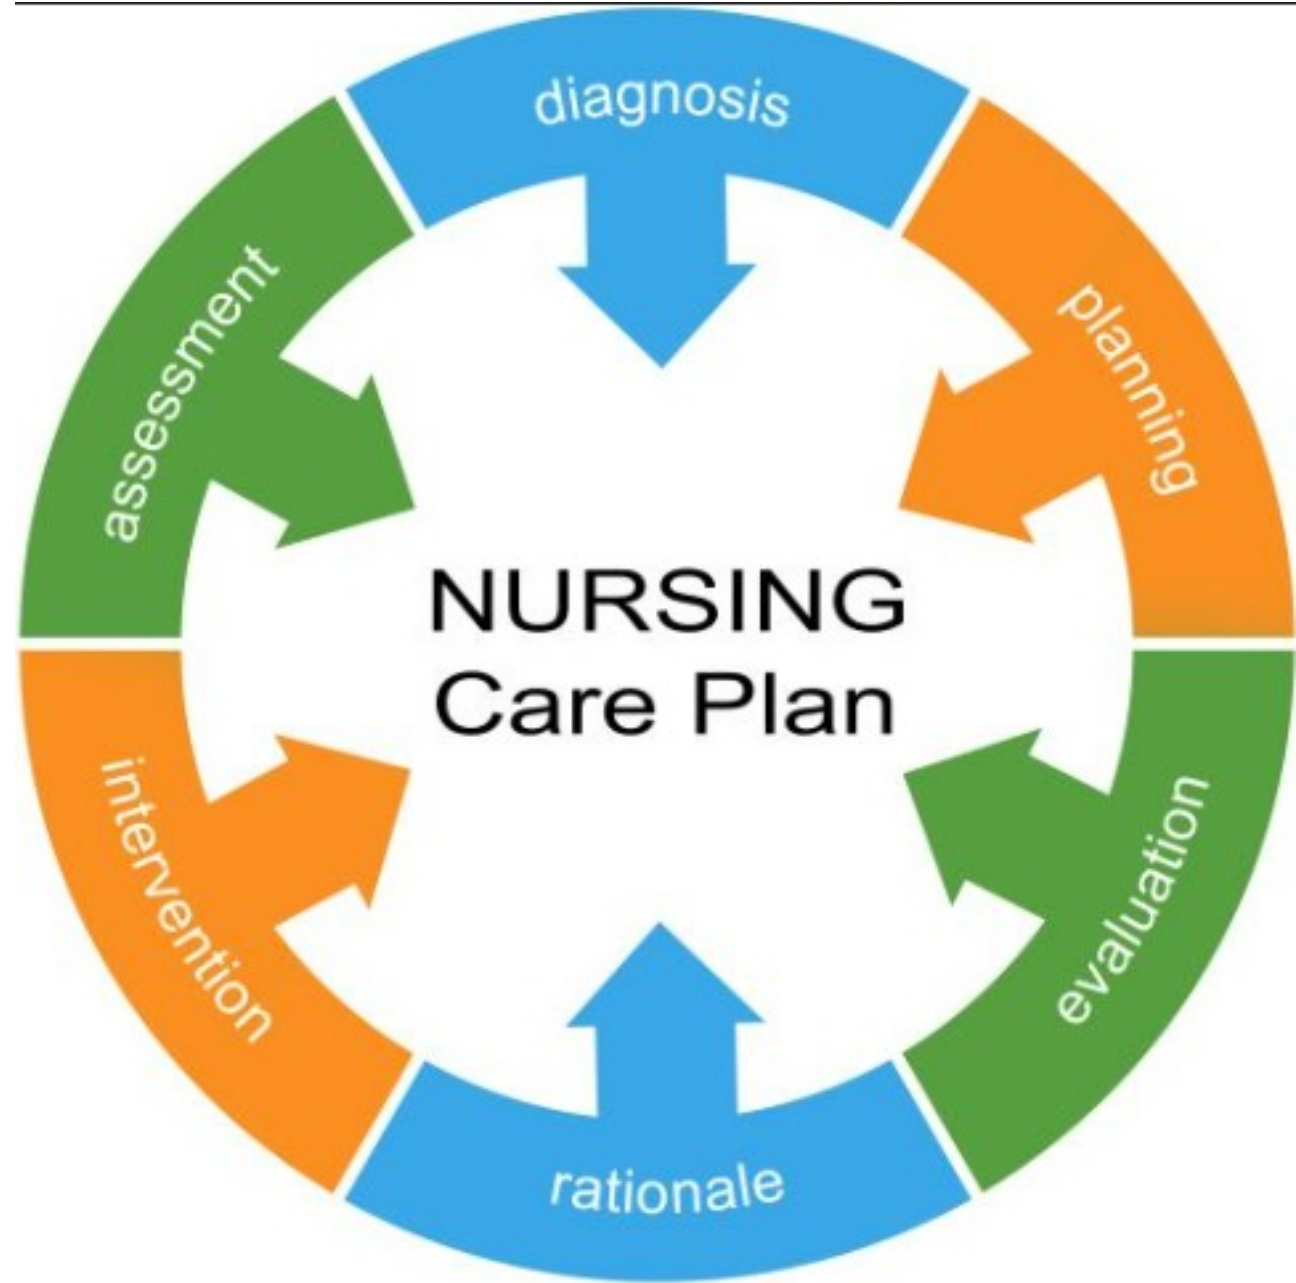 diagnosis
planning
evaluation
rationale
intervention
assessment
NURSING
Care Plan